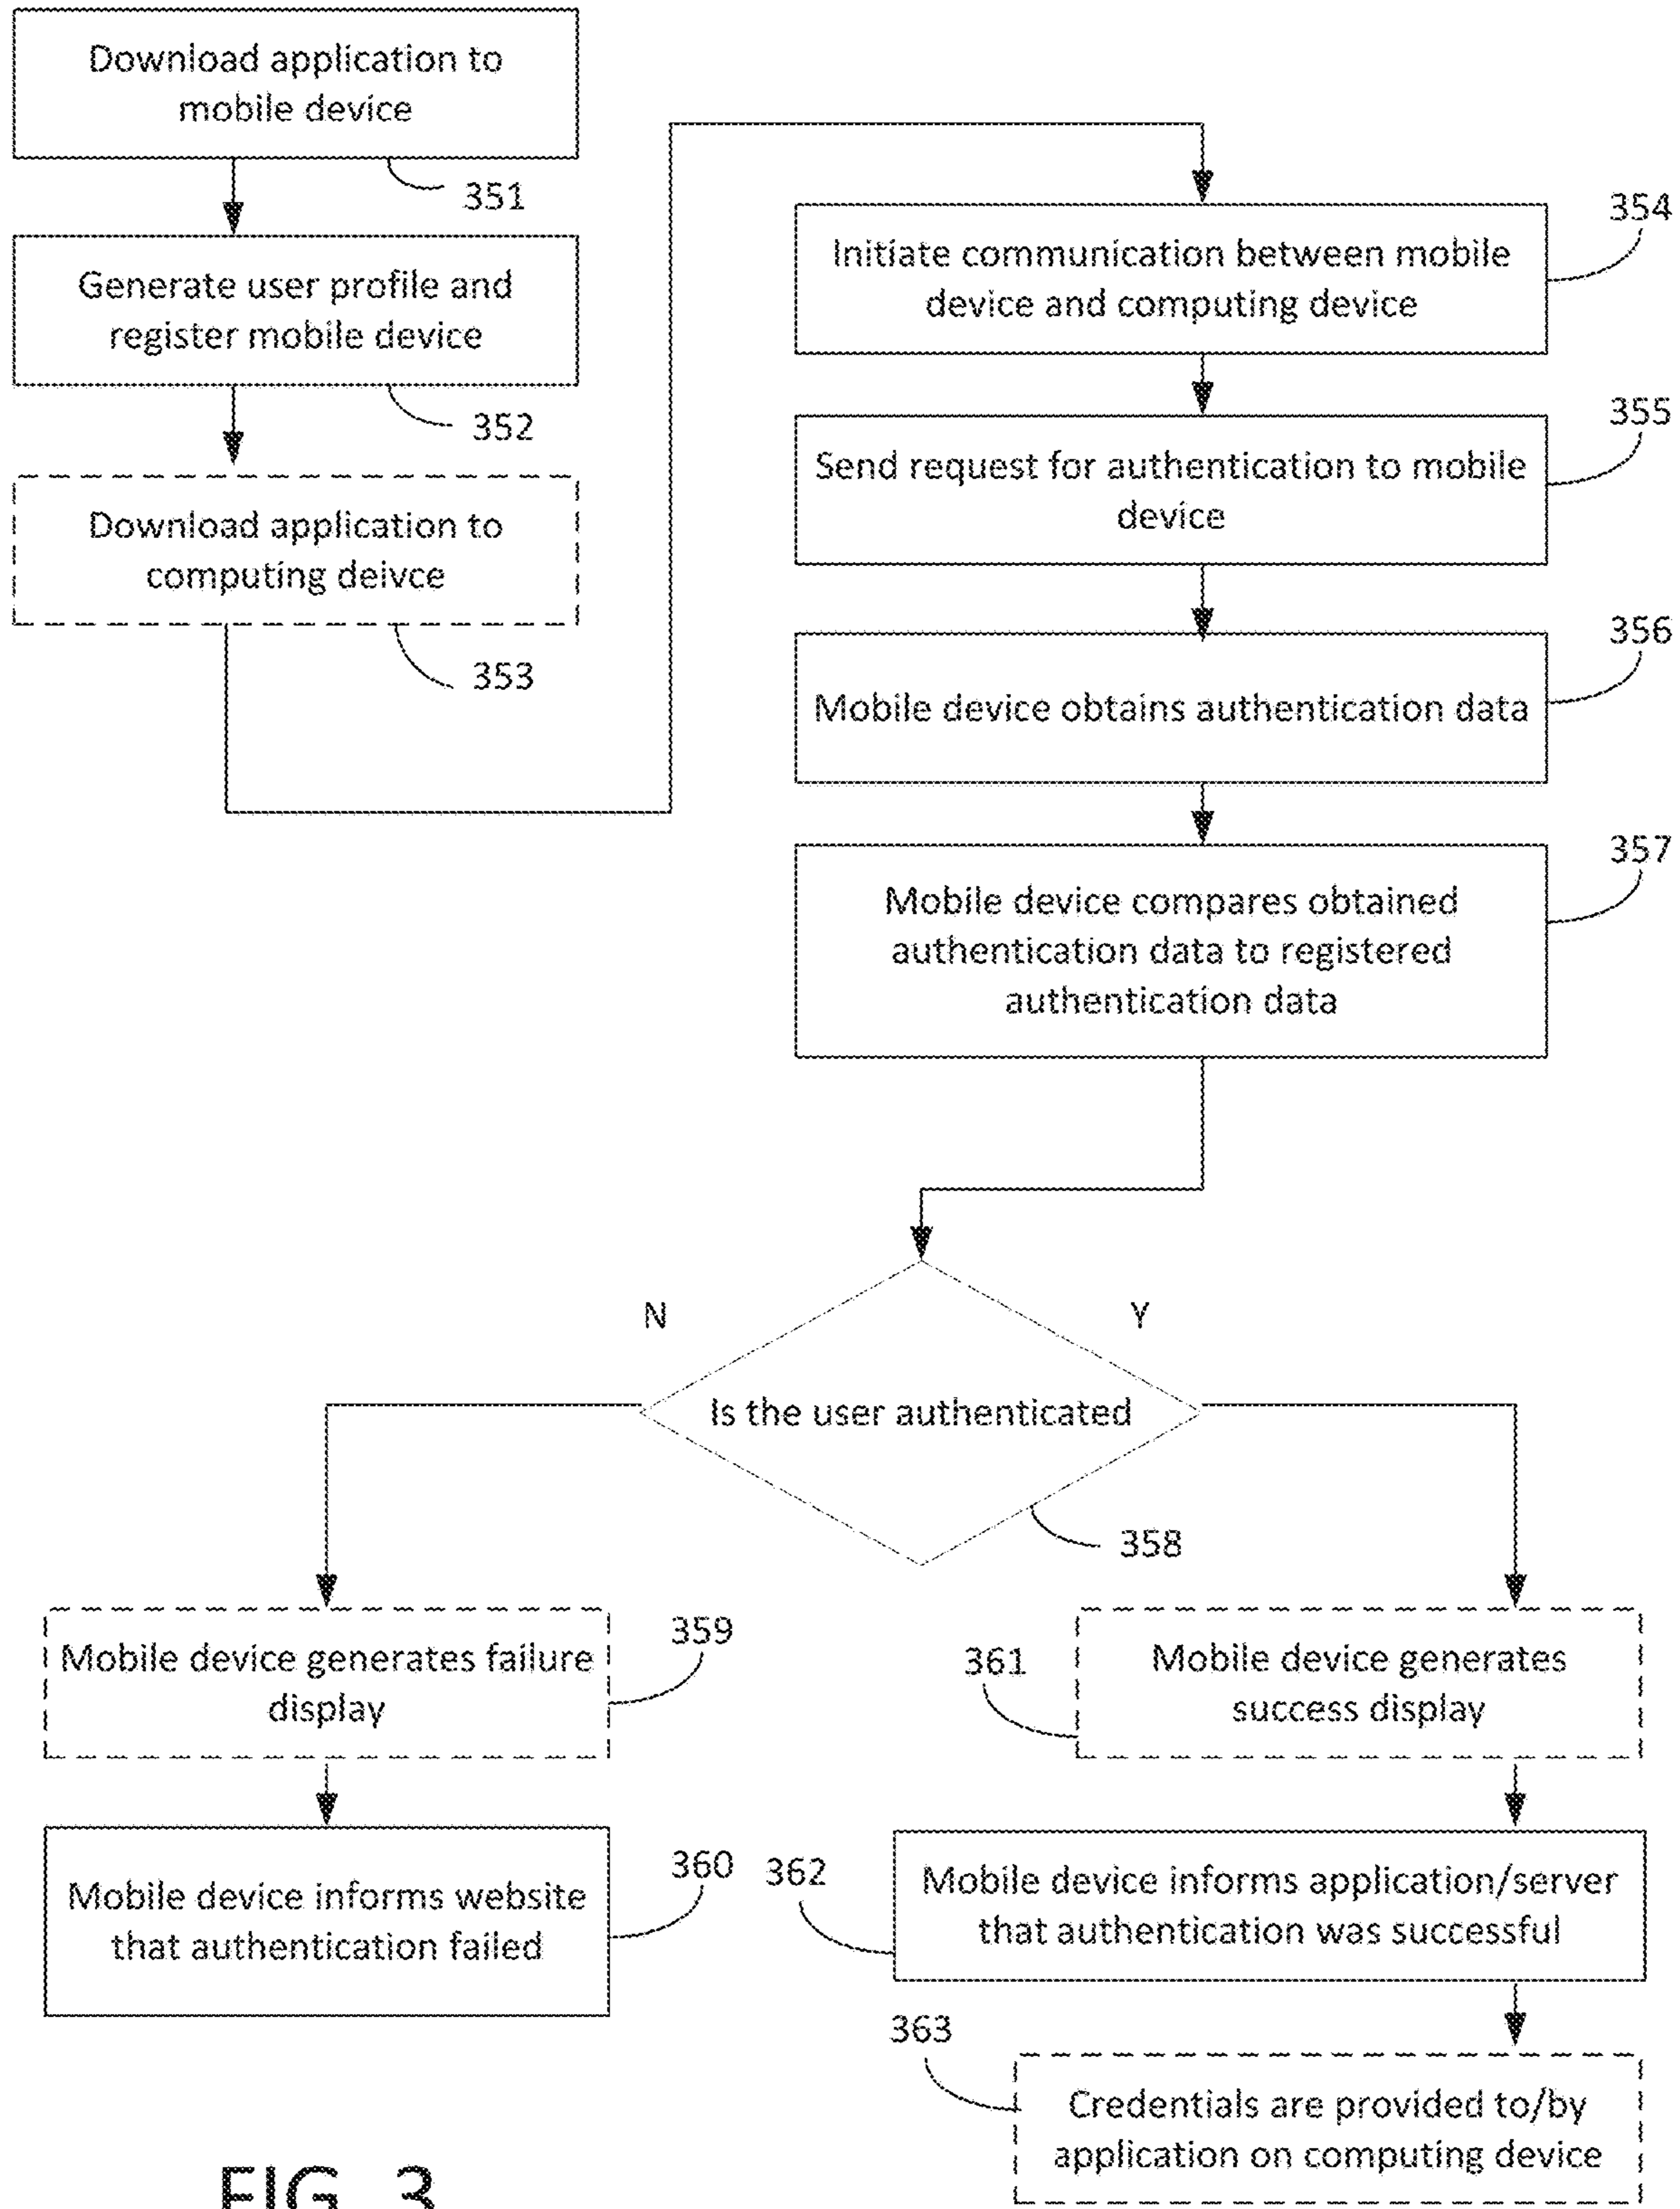 Download application to
mobile device
351
Generate user profile and
register mobile device
352
Download application to
computing deivce
353
354
Initiate communication between mobile
device and computing device
355
Send request for authentication to mobile
device
356
Mobile device obtains authentication data
357
Mobile device compares obtained
authentication data to registered
authentication data
N
Y
Is the user authenticated
358
Mobile device generates failure
display
359
Mobile device informs website
that authentication failed
360
361
Mobile device generates
success display
362
Mobile device informs application/server
that authentication was successful
363
Credentials are provided to/by
application on computing device
FIG. 3